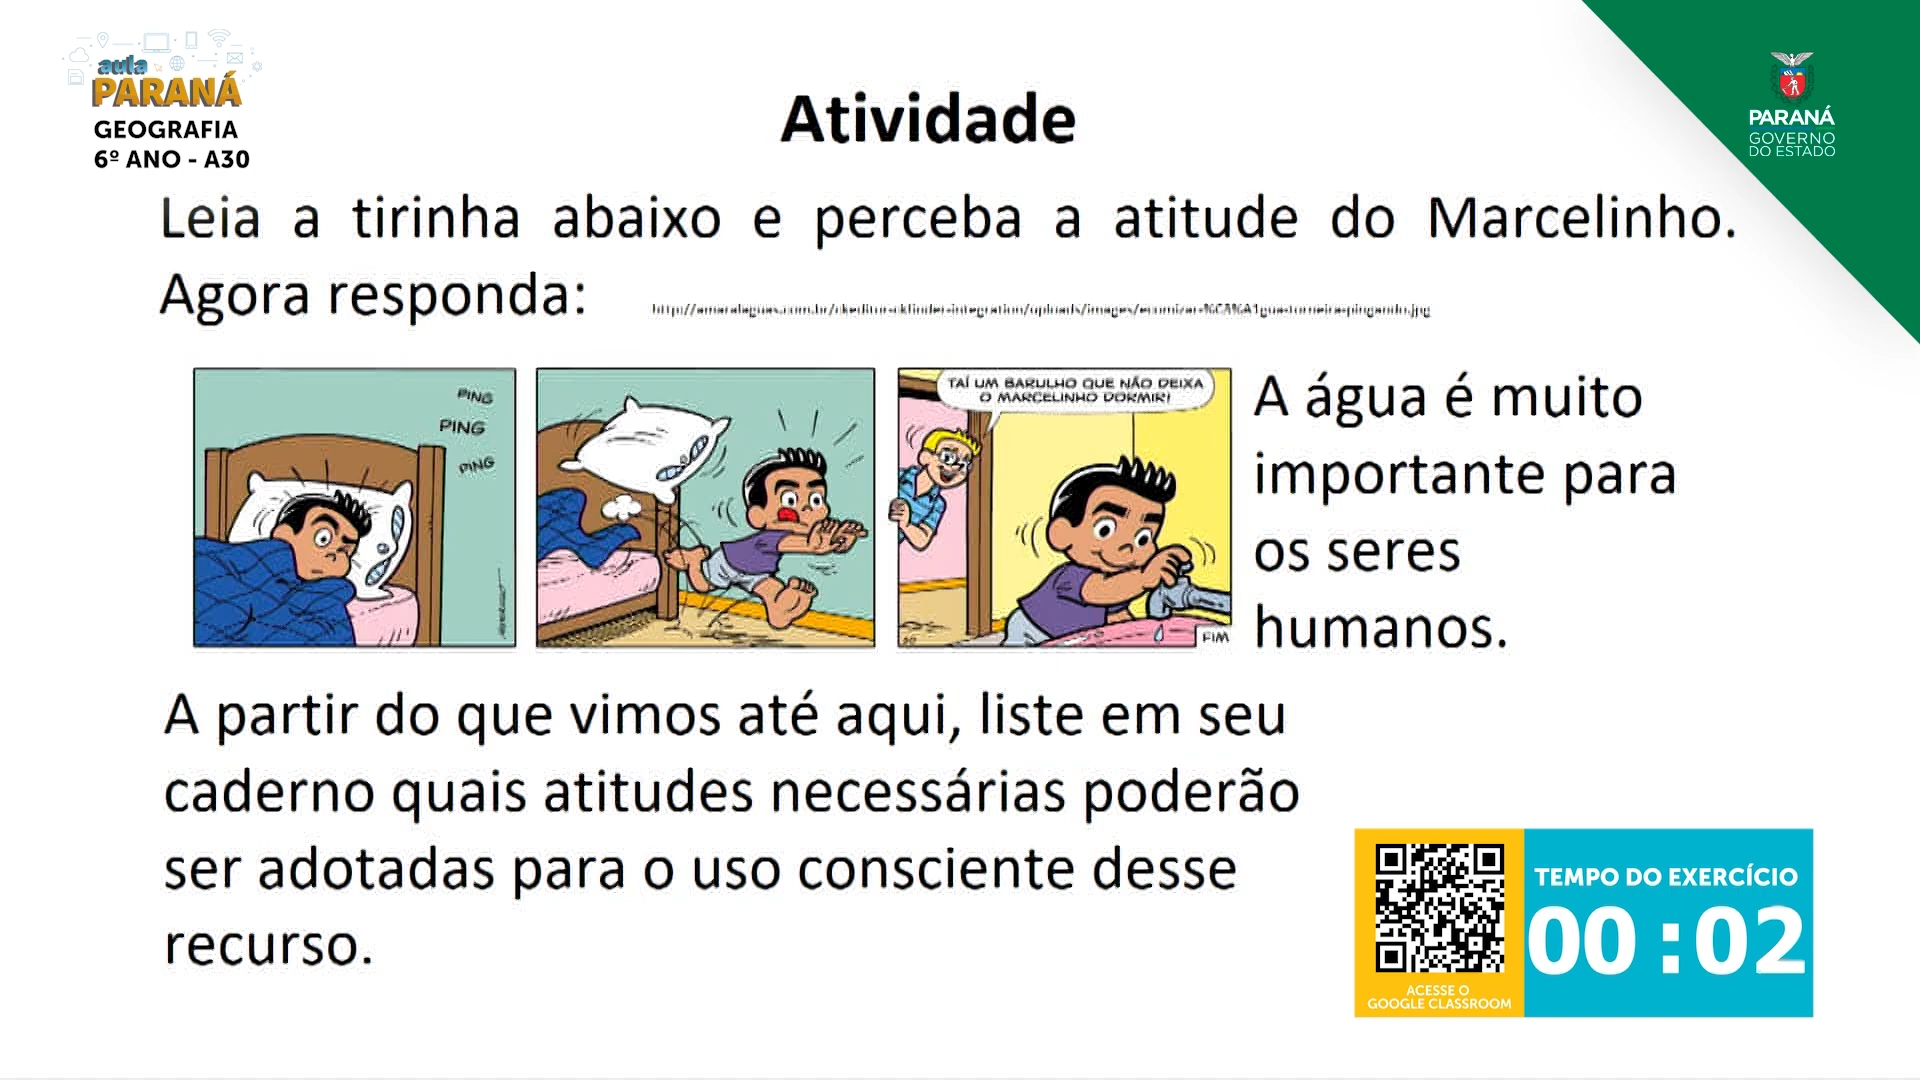 aula
PARANÁ
GEOGRAFIA
6º ANO - A30
PARANÁ
GOVERNO
DO ESTADO
Atividade
Leia a tirinha abaixo e perceba a atitude do Marcelinho.
Agora responda:
PING
PING
PING
TAÍ UM BARULHO QUE NÃO DEIXA
O MARCELINHO DORMIR!
FIM
A água é muito
importante para
os seres
humanos.
A partir do que vimos até aqui, liste em seu
caderno quais atitudes necessárias poderão
ser adotadas para o uso consciente desse
recurso.
TEMPO DO EXERCÍCIO
00:02
ACESSE O
GOOGLE CLASSROOM